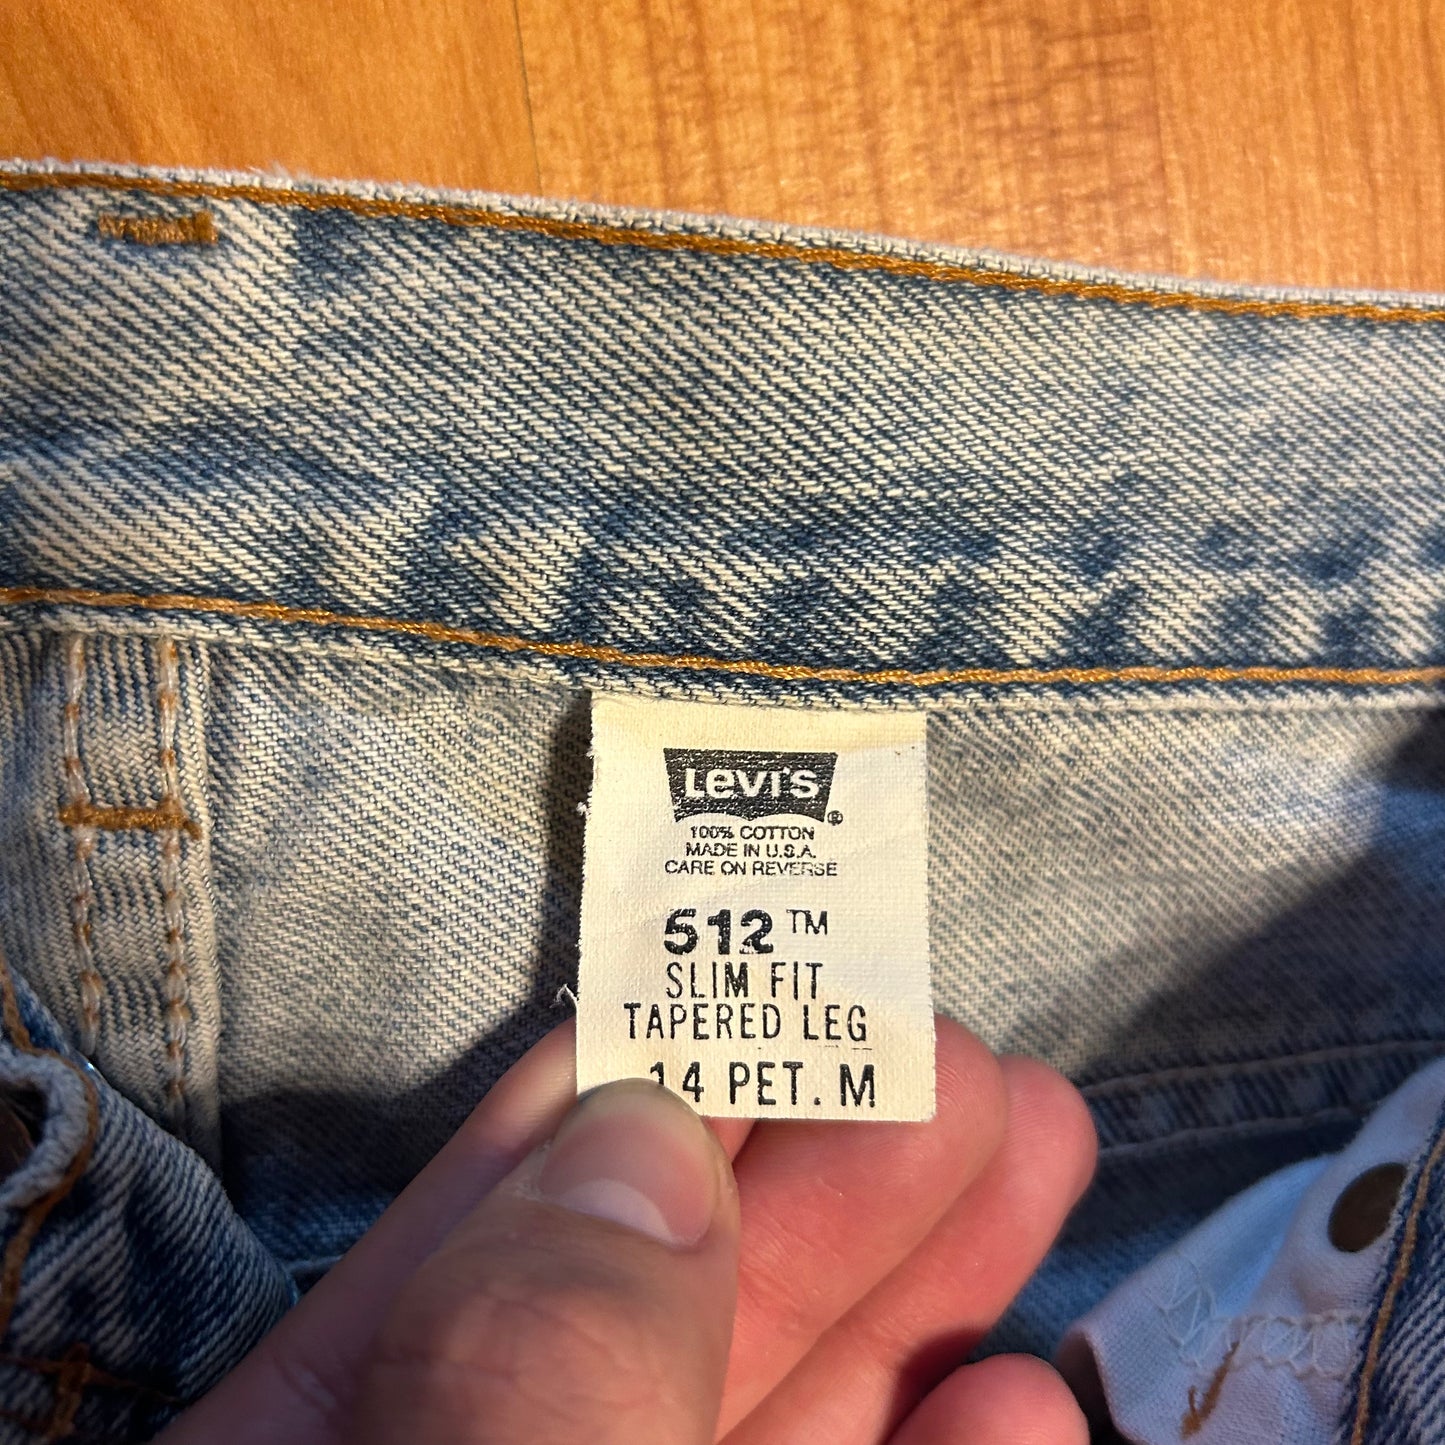 Levi's ®
100% COTTON
MADE IN U.S.A.
CARE ON REVERSE
512 ™
SLIM FIT
TAPERED LEG
14 PET. M